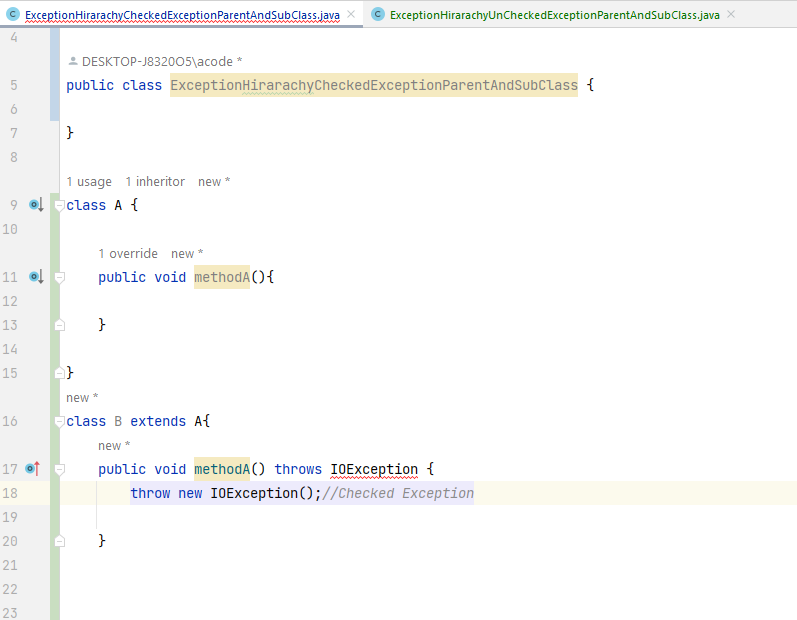 ExceptionHirarachyCheckedExceptionParentAndSubClass.java ExceptionHirarachyUnCheckedExceptionParentAndSubClass.java
4
DESKTOP-J8320O5\acode *
5 public class ExceptionHirarachyCheckedExceptionParentAndSubClass {
6
7 }
8
1 usage 1 inheritor new *
9 class A {
10
1 override new *
11 public void methodA(){
12
13 }
14
15 }
new *
16 class B extends A{
new *
17 public void methodA() throws IOException {
18 throw new IOException();//Checked Exception
19
20 }
21
22
23